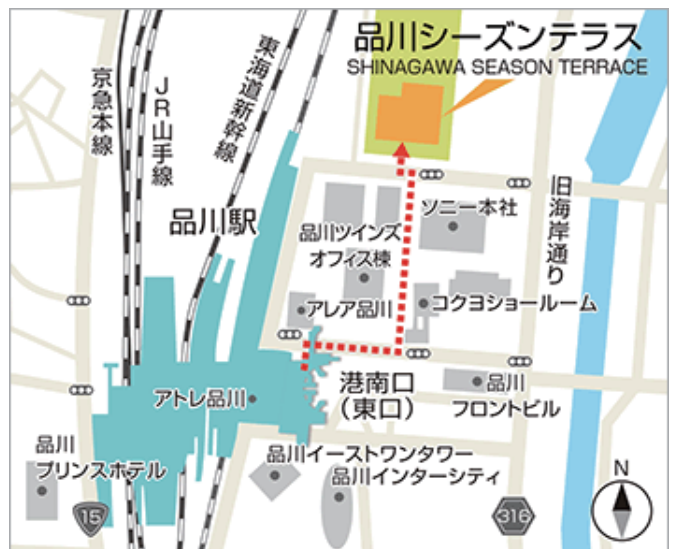 品川シーズンテラス
SHINAGAWA SEASON TERRACE
京急本線
JR山手線
東海道新幹線
品川駅
品川ツインズ
オフィス棟
ソニー本社
旧海岸通り
アレア品川
コクヨショールーム
港南口
（東口）
アトレ品川
品川
フロントビル
品川
プリンスホテル
品川イーストワンタワー
品川インターシティ
15
316
N